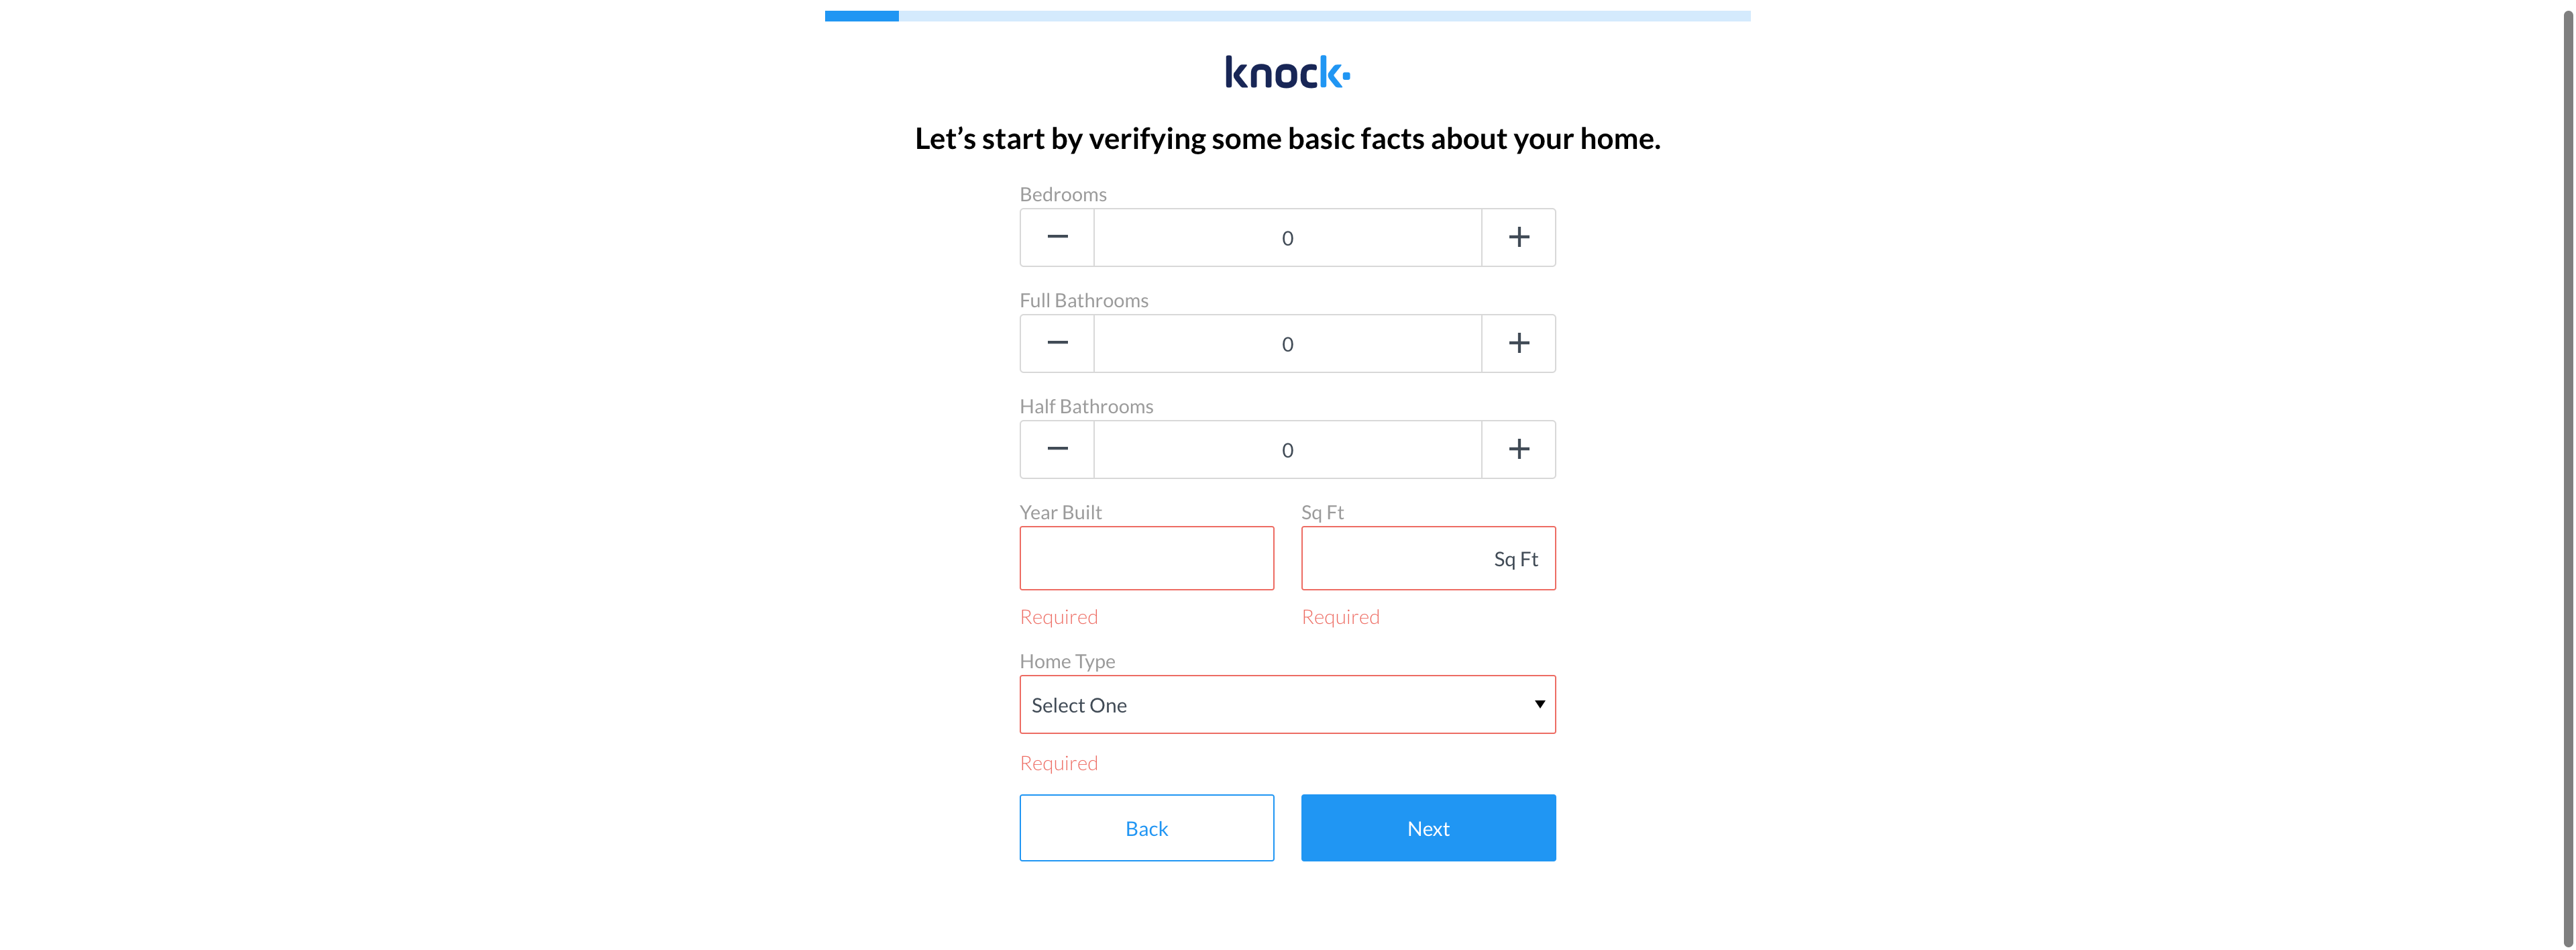 knock
Let’s start by verifying some basic facts about your home.
Bedrooms
0
Full Bathrooms
0
Half Bathrooms
0
Year Built Sq Ft
Sq Ft
Required Required
Home Type
Select One
Required
Back Next